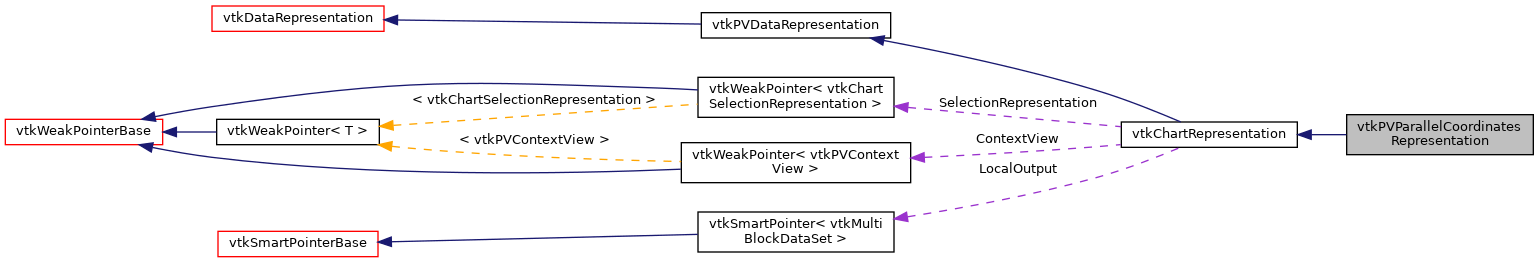 vtkDataRepresentation
vtkPVDataRepresentation
vtkWeakPointer< vtkChart
SelectionRepresentation >
< vtkChartSelectionRepresentation >
SelectionRepresentation
vtkWeakPointerBase
vtkWeakPointer< T >
vtkChartRepresentation
vtkPVParallelCoordinates
Representation
< vtkPVContextView >
ContextView
vtkWeakPointer< vtkPVContext
View >
LocalOutput
vtkSmartPointer< vtkMulti
BlockDataSet >
vtkSmartPointerBase